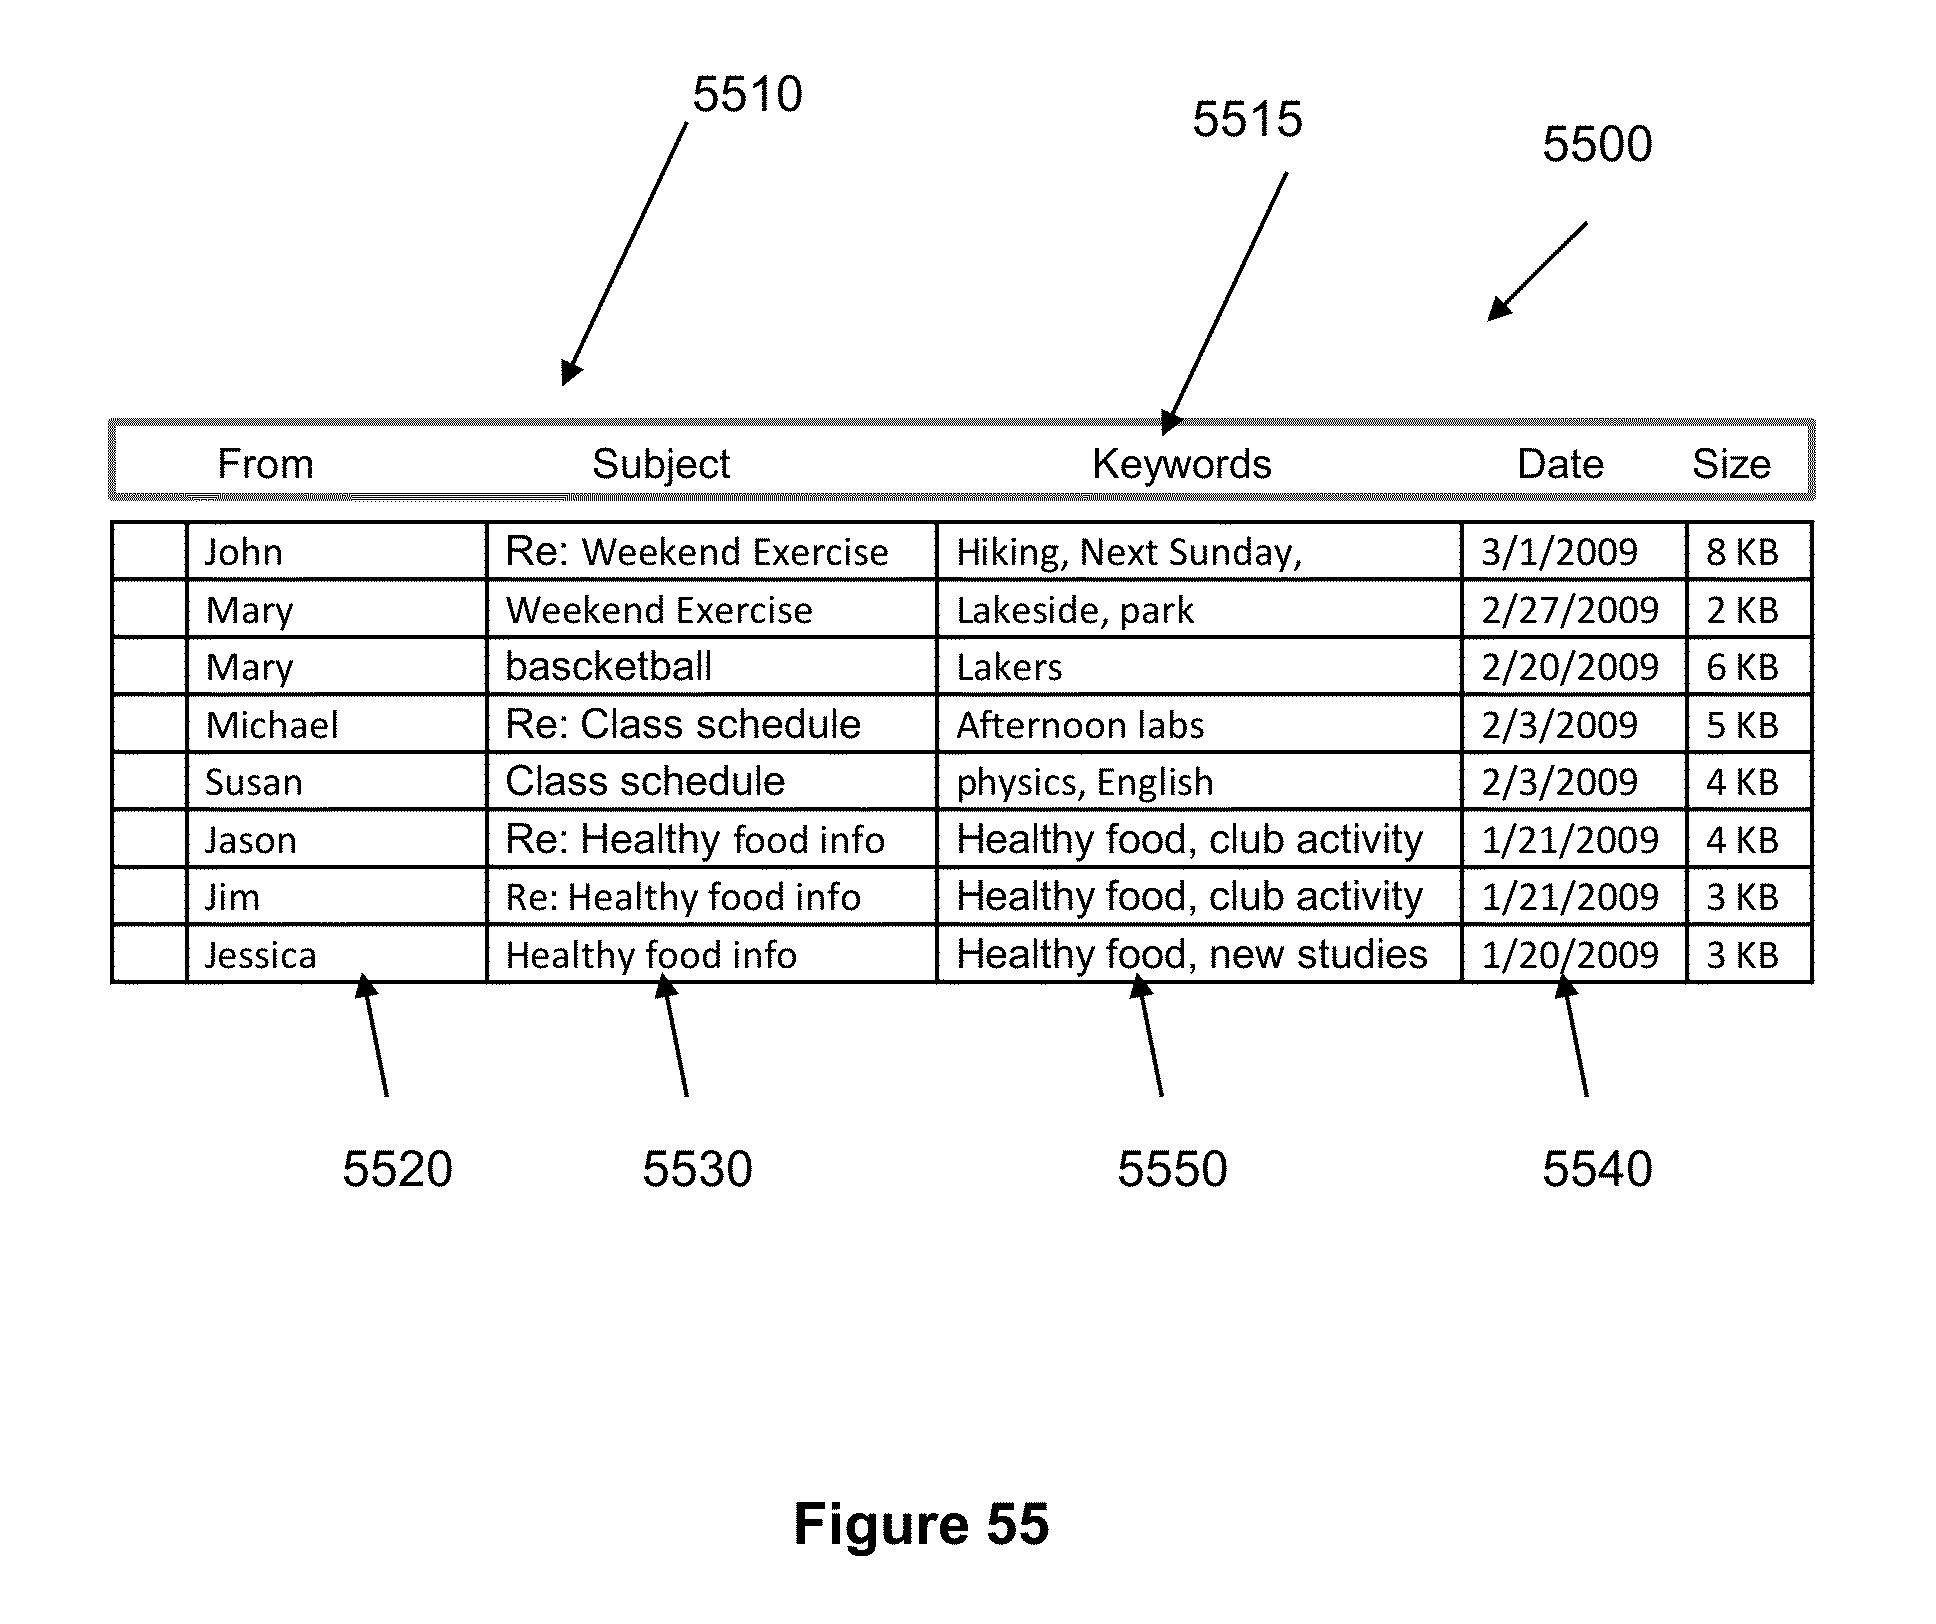 5510
5515
5500
From Subject Keywords Date Size
John Re: Weekend Exercise Hiking, Next Sunday, 3/1/2009 8 KB
Mary Weekend Exercise Lakeside, park 2/27/2009 2 KB
Mary bascketball Lakers 2/20/2009 6 KB
Michael Re: Class schedule Afternoon labs 2/3/2009 5 KB
Susan Class schedule physics, English 2/3/2009 4 KB
Jason Re: Healthy food info Healthy food, club activity 1/21/2009 4 KB
Jim Re: Healthy food info Healthy food, club activity 1/21/2009 3 KB
Jessica Healthy food info Healthy food, new studies 1/20/2009 3 KB
5520 5530 5550 5540
Figure 55